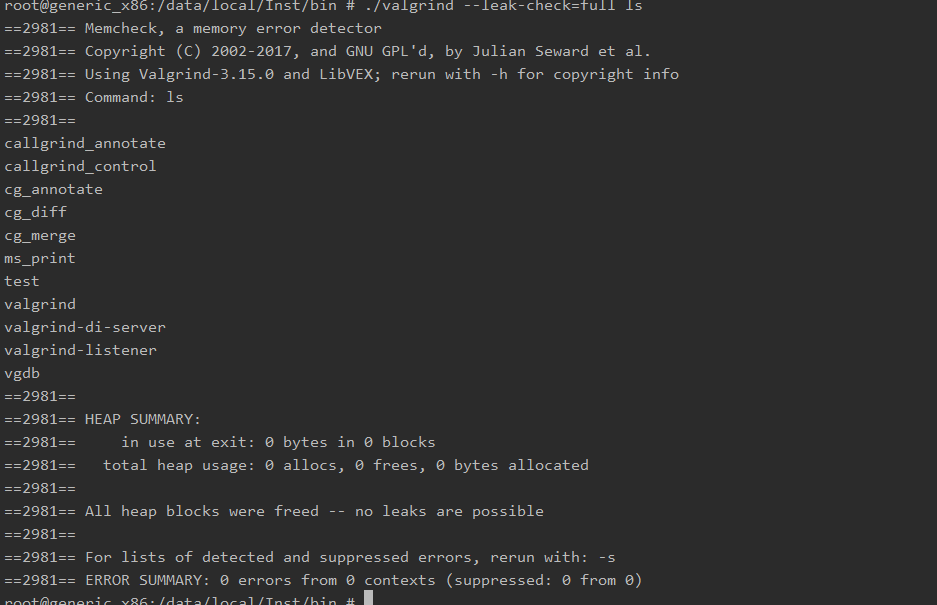 root@generic_x86:/data/local/Inst/bin # ./valgrind --leak-check=full ls
==2981== Memcheck, a memory error detector
==2981== Copyright (C) 2002-2017, and GNU GPL'd, by Julian Seward et al.
==2981== Using Valgrind-3.15.0 and LibVEX; rerun with -h for copyright info
==2981== Command: ls
==2981==
callgrind_annotate
callgrind_control
cg_annotate
cg_diff
cg_merge
ms_print
test
valgrind
valgrind-di-server
valgrind-listener
vgdb
==2981==
==2981== HEAP SUMMARY:
==2981==     in use at exit: 0 bytes in 0 blocks
==2981==   total heap usage: 0 allocs, 0 frees, 0 bytes allocated
==2981==
==2981== All heap blocks were freed -- no leaks are possible
==2981==
==2981== For lists of detected and suppressed errors, rerun with: -s
==2981== ERROR SUMMARY: 0 errors from 0 contexts (suppressed: 0 from 0)
root@generic_x86:/data/local/Inst/bin #